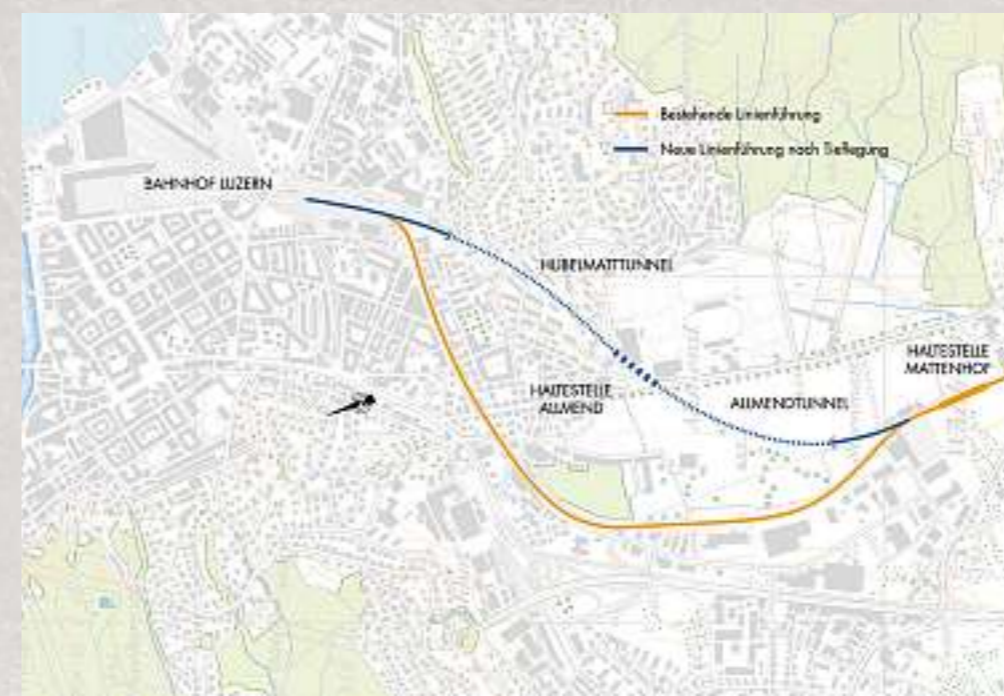 Bestehende Linienführung
Neue Linienführung nach Tieflegung
BAHNHOF LUZERN
HUBELMATTTUNNEL
HALTESTELLE
MATTENHOF
HALTESTELLE
ALLMEND
ALLMENDTUNNEL